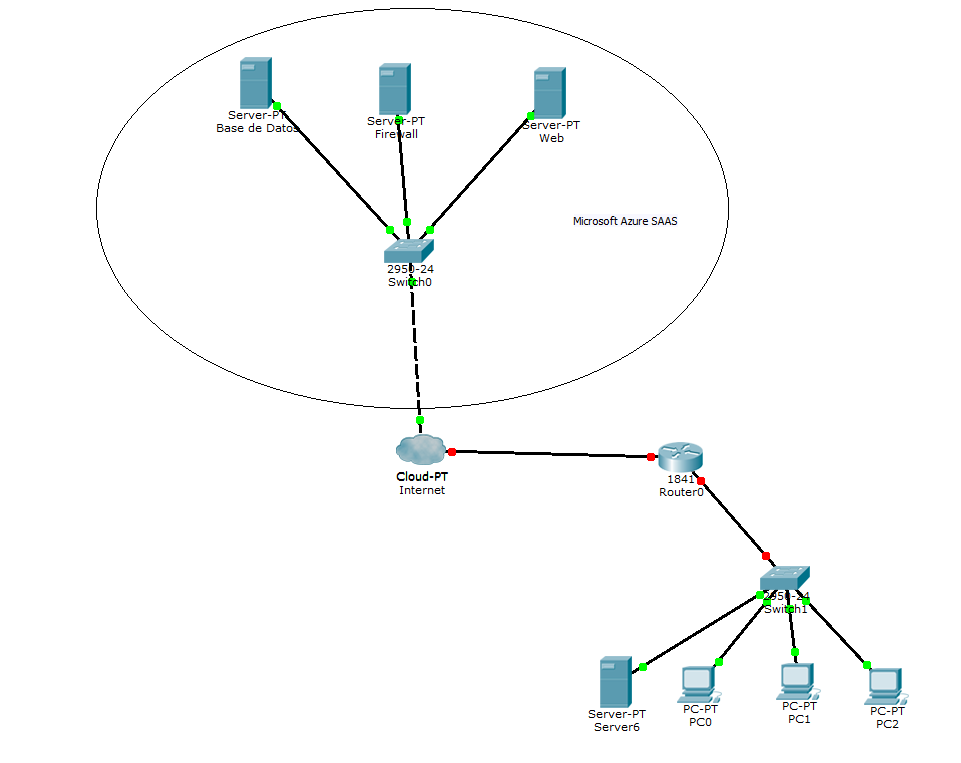 Server-PT
Base de Datos
Server-PT
Firewall
Server-PT
Web
Microsoft Azure SAAS
2950-24
Switch0
Cloud-PT
Internet
1841
Router0
2950-24
Switch1
Server-PT
Server6
PC-PT
PC0
PC-PT
PC1
PC-PT
PC2